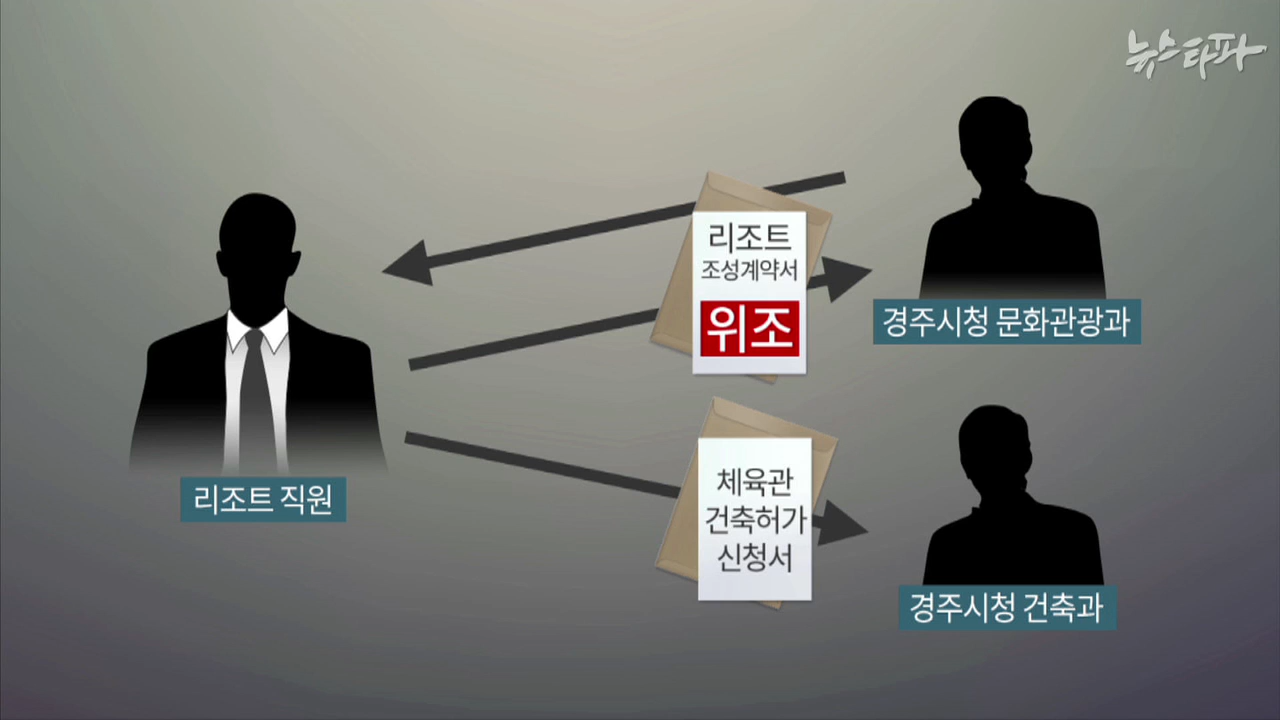 뉴스타파
리조트
조성계약서
위조
경주시청 문화관광과
리조트 직원
체육관
건축허가
신청서
경주시청 건축과